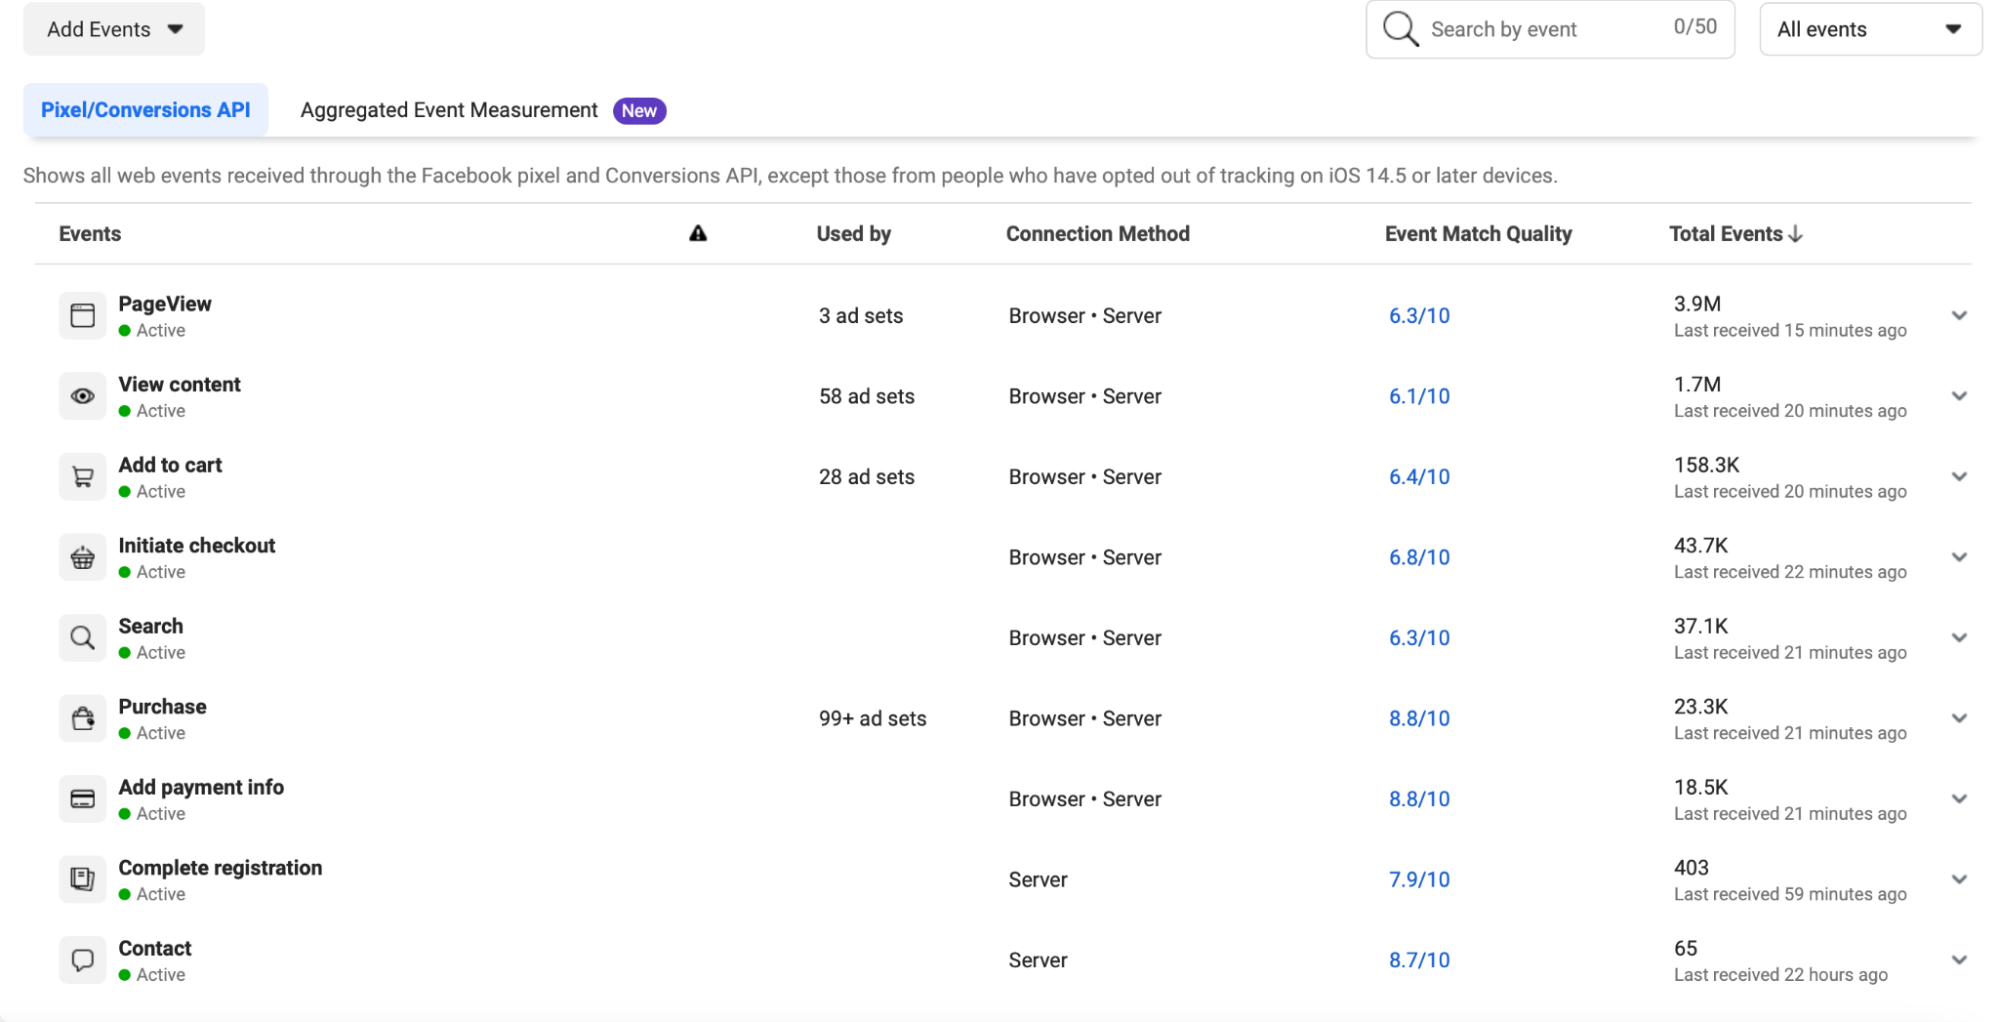 Add Events
Search by event 0/50
All events
Pixel/Conversions API
Aggregated Event Measurement New
Shows all web events received through the Facebook pixel and Conversions API, except those from people who have opted out of tracking on iOS 14.5 or later devices.
Events Used by Connection Method Event Match Quality Total Events
PageView
Active
3 ad sets
Browser • Server
6.3/10
3.9M
Last received 15 minutes ago
View content
Active
58 ad sets
Browser • Server
6.1/10
1.7M
Last received 20 minutes ago
Add to cart
Active
28 ad sets
Browser • Server
6.4/10
158.3K
Last received 20 minutes ago
Initiate checkout
Active
Browser • Server
6.8/10
43.7K
Last received 22 minutes ago
Search
Active
Browser • Server
6.3/10
37.1K
Last received 21 minutes ago
Purchase
Active
99+ ad sets
Browser • Server
8.8/10
23.3K
Last received 21 minutes ago
Add payment info
Active
Browser • Server
8.8/10
18.5K
Last received 21 minutes ago
Complete registration
Active
Server
7.9/10
403
Last received 59 minutes ago
Contact
Active
Server
8.7/10
65
Last received 22 hours ago